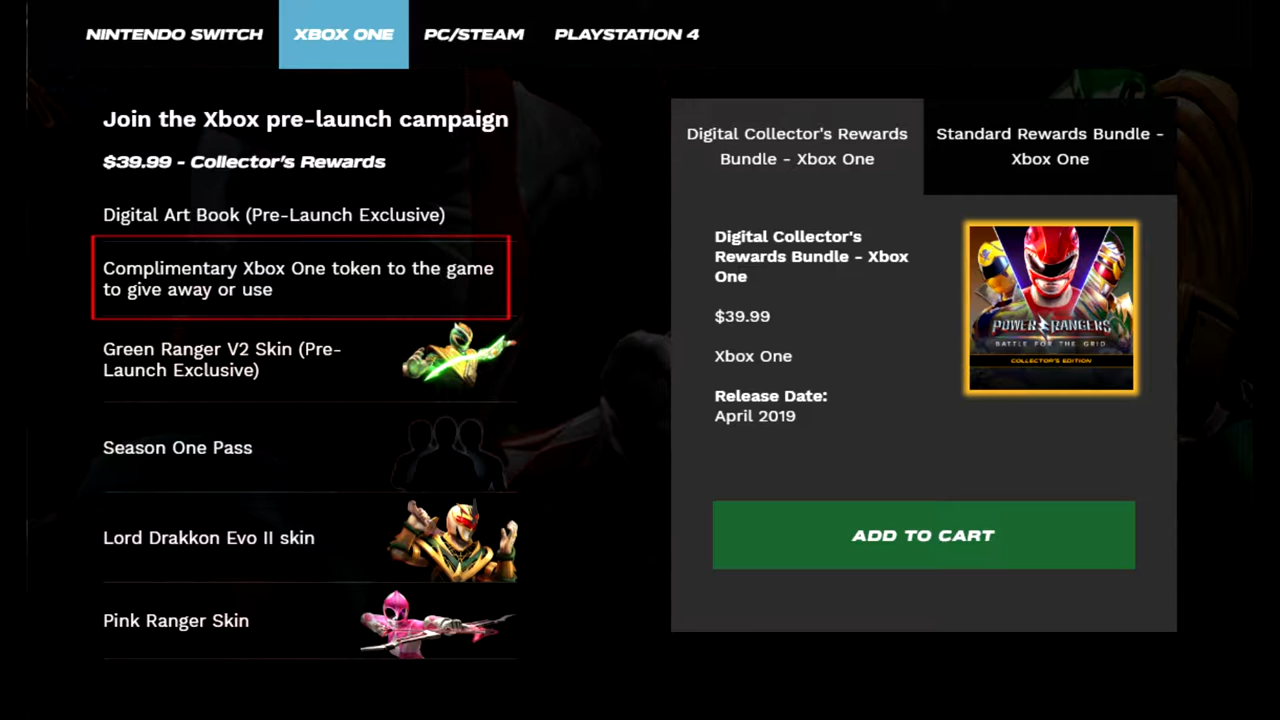 NINTENDO SWITCH
XBOX ONE
PC/STEAM
PLAYSTATION 4
Join the Xbox pre-launch campaign
$39.99 - Collector's Rewards
Digital Art Book (Pre-Launch Exclusive)
Complimentary Xbox One token to the game
to give away or use
Green Ranger V2 Skin (Pre-
Launch Exclusive)
Season One Pass
Lord Drakkon Evo II skin
Pink Ranger Skin
Digital Collector's Rewards
Bundle - Xbox One
Standard Rewards Bundle -
Xbox One
Digital Collector's
Rewards Bundle - Xbox
One
$39.99
Xbox One
Release Date:
April 2019
POWER RANGERS
BATTLE FOR THE GRID
COLLECTOR'S EDITION
ADD TO CART